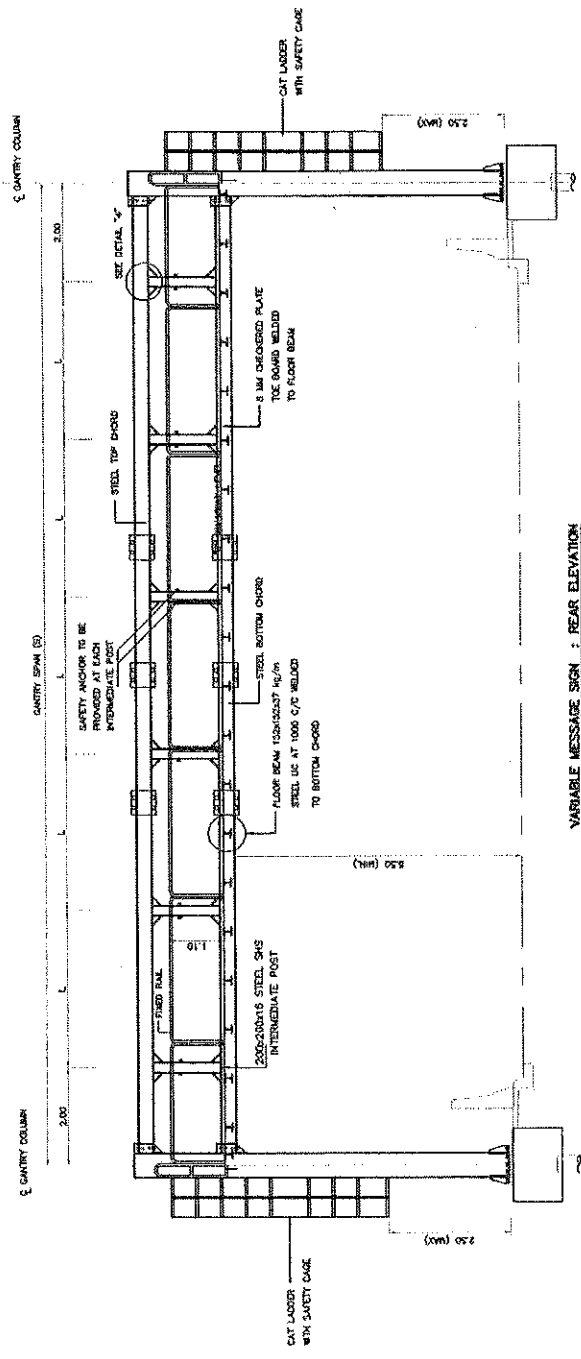 ℄ GANTRY COLUMN
GANTRY SPAN (S)
℄ GANTRY COLUMN
2.00
L
L
L
L
L
2.00
STEEL TOP CHORD
SEE DETAIL "A"
SAFETY ANCHOR TO BE
PROVIDED AT EACH
INTERMEDIATE POST
FIXED RAIL
1.10
CAT LADDER
WITH SAFETY CAGE
CAT LADDER
WITH SAFETY CAGE
200x200x16 STEEL SHS
INTERMEDIATE POST
FLOOR BEAM 152x152x37 kg/m
STEEL UC AT 1000 C/C WELDED
TO BOTTOM CHORD
STEEL BOTTOM CHORD
8 MM CHECKERED PLATE
TOE BOARD WELDED
TO FLOOR BEAM
2.50 (MAX)
5.50 (MIN.)
2.50 (MAX)
VARIABLE MESSAGE SIGN : REAR ELEVATION